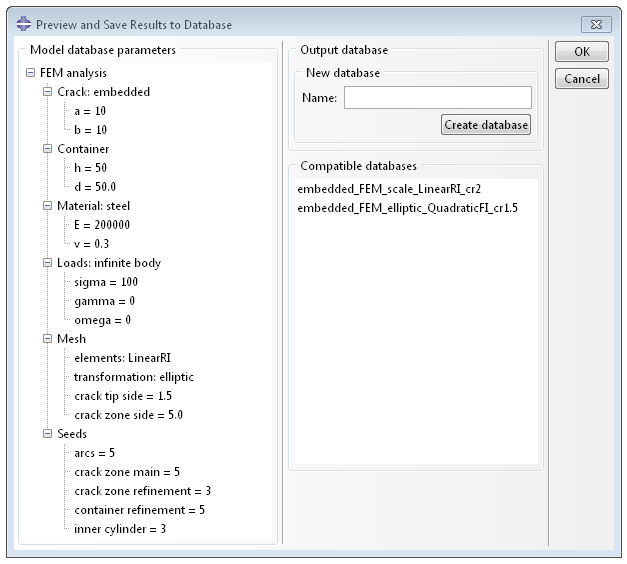 Preview and Save Results to Database
Model database parameters
FEM analysis
Crack: embedded
a = 10
b = 10
Container
h = 50
d = 50.0
Material: steel
E = 200000
v = 0.3
Loads: infinite body
sigma = 100
gamma = 0
omega = 0
Mesh
elements: LinearRI
transformation: elliptic
crack tip side = 1.5
crack zone side = 5.0
Seeds
arcs = 5
crack zone main = 5
crack zone refinement = 3
container refinement = 5
inner cylinder = 3
Output database
New database
Name:
Create database
Compatible databases
embedded_FEM_scale_LinearRI_cr2
embedded_FEM_elliptic_QuadraticFI_cr1.5
OK
Cancel